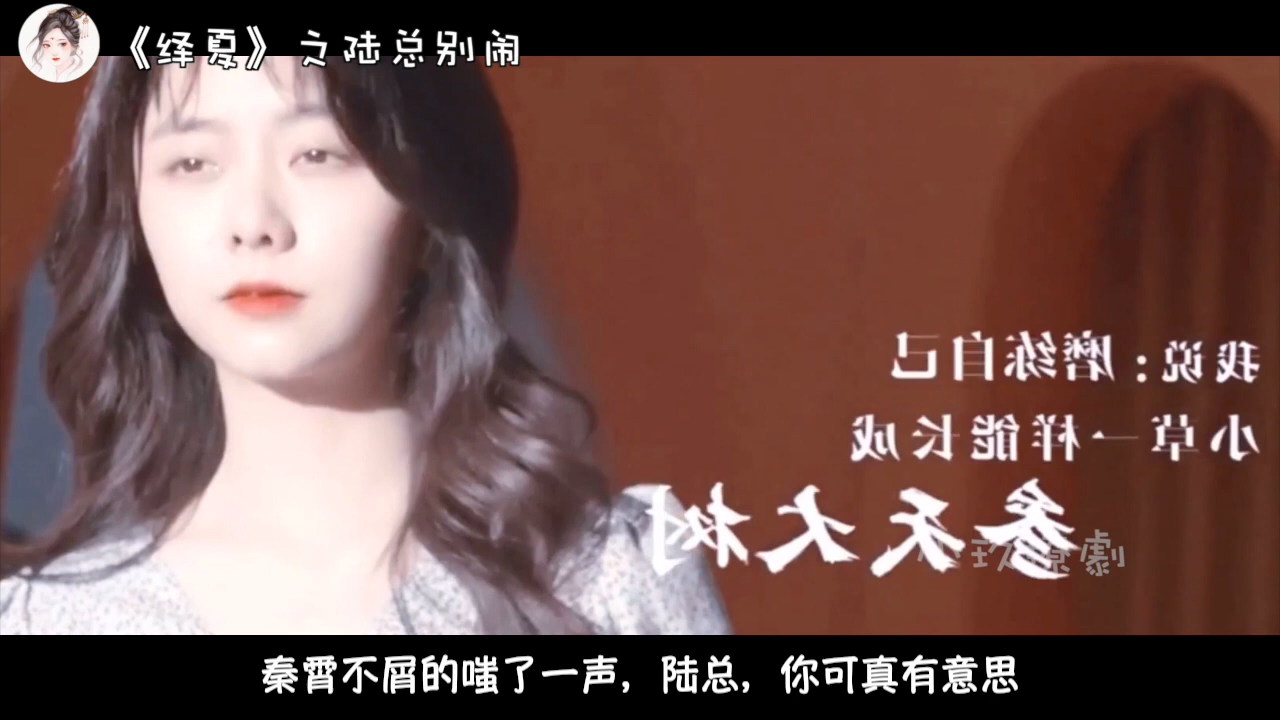 《绎夏》之陆总别闹
我说：磨练自己
小草一样能长成
参天大树
秦霄不屑的嗤了一声，陆总，你可真有意思